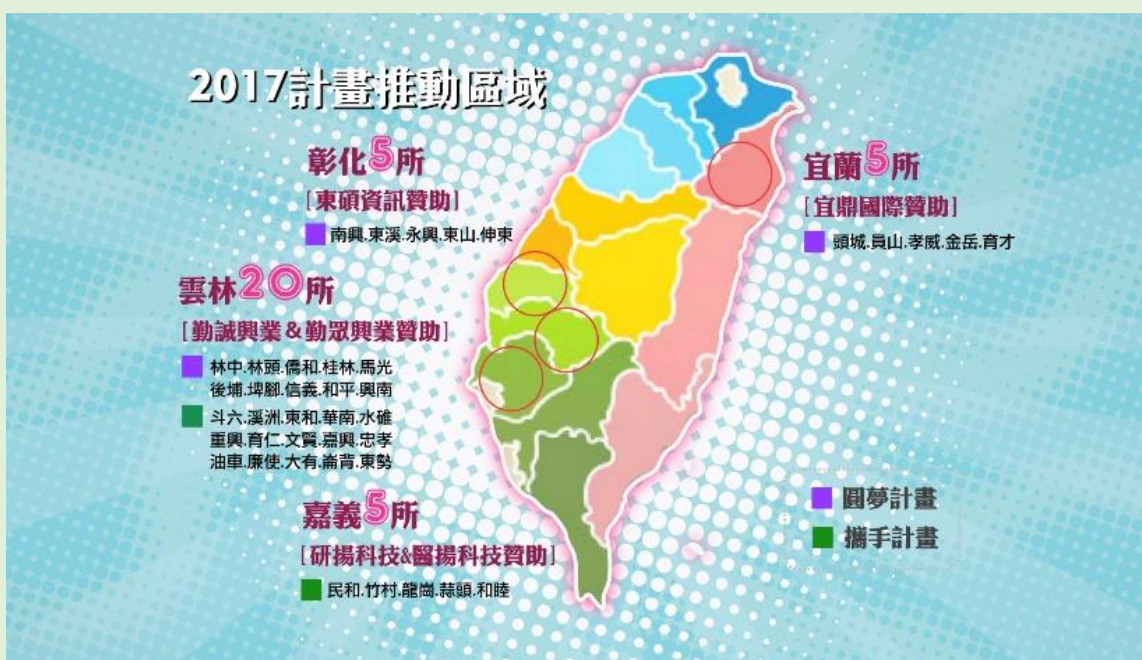 2017計畫推動區域
彰化5所
[東碩資訊贊助]
南興.東溪.永興.東山.伸東
雲林20所
[勤誠興業&勤眾興業贊助]
林中.林頭.僑和.桂林.馬光
後埔.埤腳.信義.和平.興南
斗六.溪洲.東和.華南.水碓
重興.育仁.文賢.嘉興.忠孝
油車.廉使.大有.崙背.東勢
嘉義5所
[研揚科技&醫揚科技贊助]
民和.竹村.龍崗.蒜頭.和睦
宜蘭5所
[宜鼎國際贊助]
頭城.員山.孝威.金岳.育才
圓夢計畫
攜手計畫